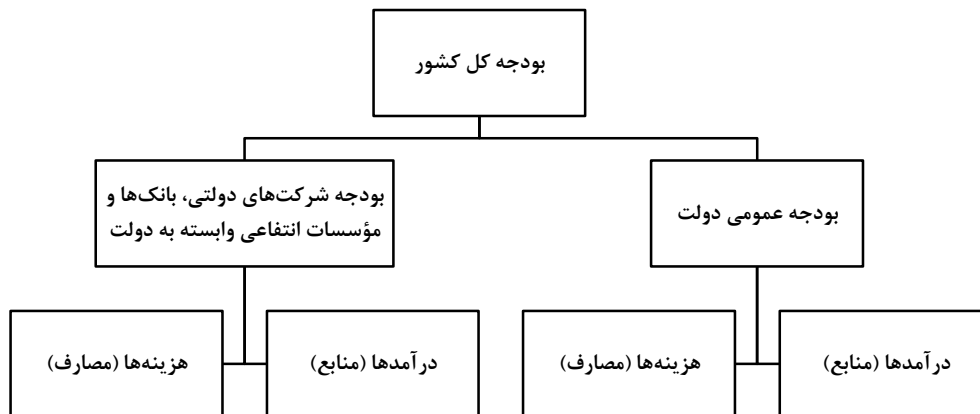 بودجه کل کشور
بودجه عمومی دولت
بودجه شرکت‌های دولتی، بانک‌ها و
مؤسسات انتفاعی وابسته به دولت
درآمدها (منابع)
هزینه‌ها (مصارف)
درآمدها (منابع)
هزینه‌ها (مصارف)